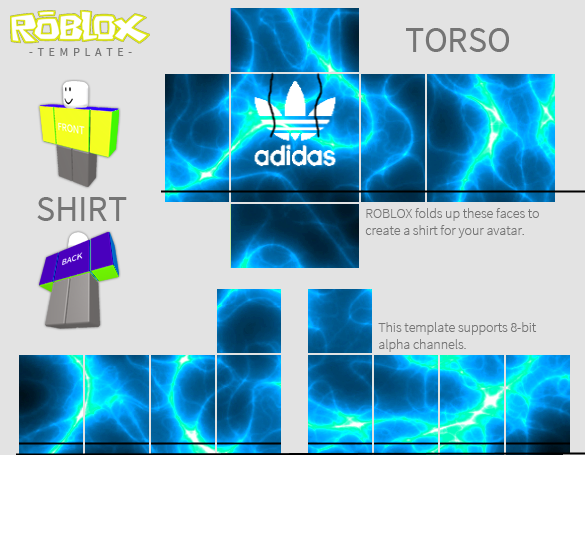 ROBLOX
-TEMPLATE-
TORSO
FRONT
adidas
SHIRT
ROBLOX folds up these faces to
create a shirt for your avatar.
BACK
This template supports 8-bit
alpha channels.